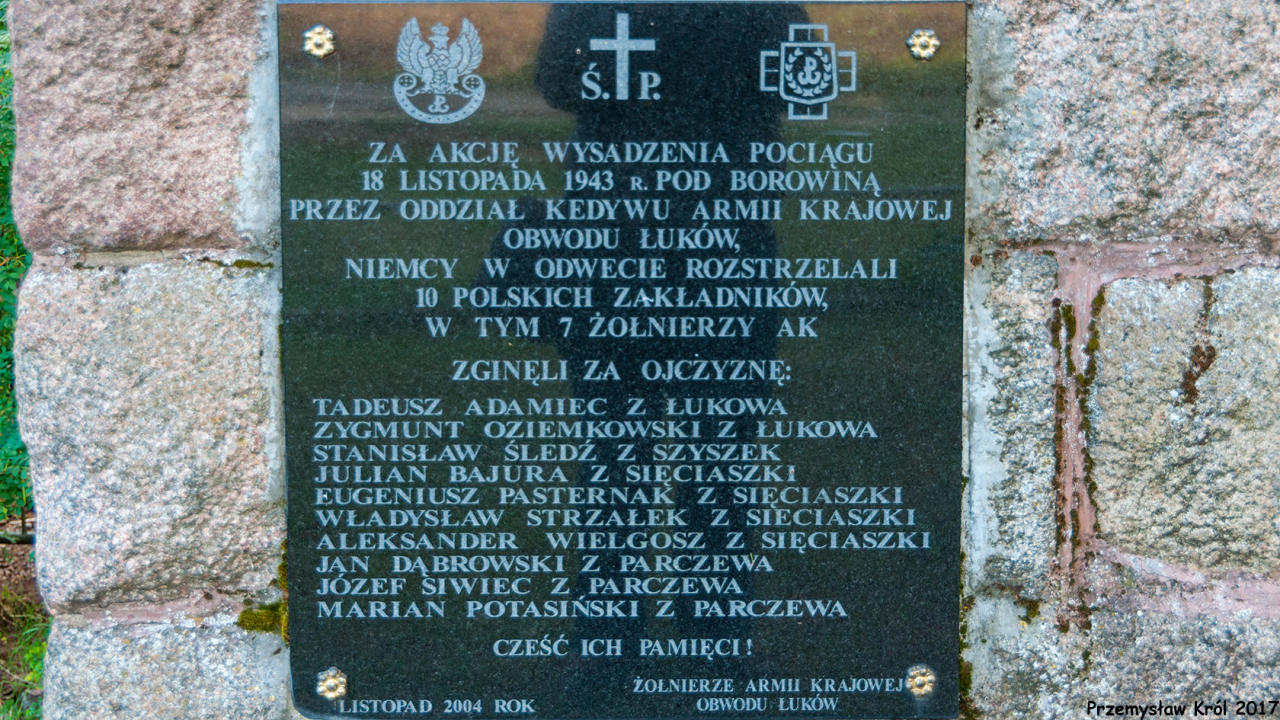 Ś. P.
ZA AKCJĘ WYSADZENIA POCIĄGU
18 LISTOPADA 1943 R. POD BOROWINĄ
PRZEZ ODDZIAŁ KEDYWU ARMII KRAJOWEJ
OBWODU ŁUKÓW,
NIEMCY W ODWECIE ROZSTRZELALI
10 POLSKICH ZAKŁADNIKÓW,
W TYM 7 ŻOŁNIERZY AK
ZGINĘLI ZA OJCZYZNĘ:
TADEUSZ ADAMIEC Z ŁUKOWA
ZYGMUNT OZIEMKOWSKI Z ŁUKOWA
STANISŁAW ŚLEDŹ Z SZYSZEK
JULIAN BAJURA Z SIĘCIASZKI
EUGENIUSZ PASTERNAK Z SIĘCIASZKI
WŁADYSŁAW STRZAŁEK Z SIĘCIASZKI
ALEKSANDER WIELGOSZ Z SIĘCIASZKI
JAN DĄBROWSKI Z PARCZEWA
JÓZEF SIWIEC Z PARCZEWA
MARIAN POTASIŃSKI Z PARCZEWA
CZEŚĆ ICH PAMIĘCI!
LISTOPAD 2004 ROK
ŻOŁNIERZE ARMII KRAJOWEJ
OBWODU ŁUKÓW
Przemysław Król 2017